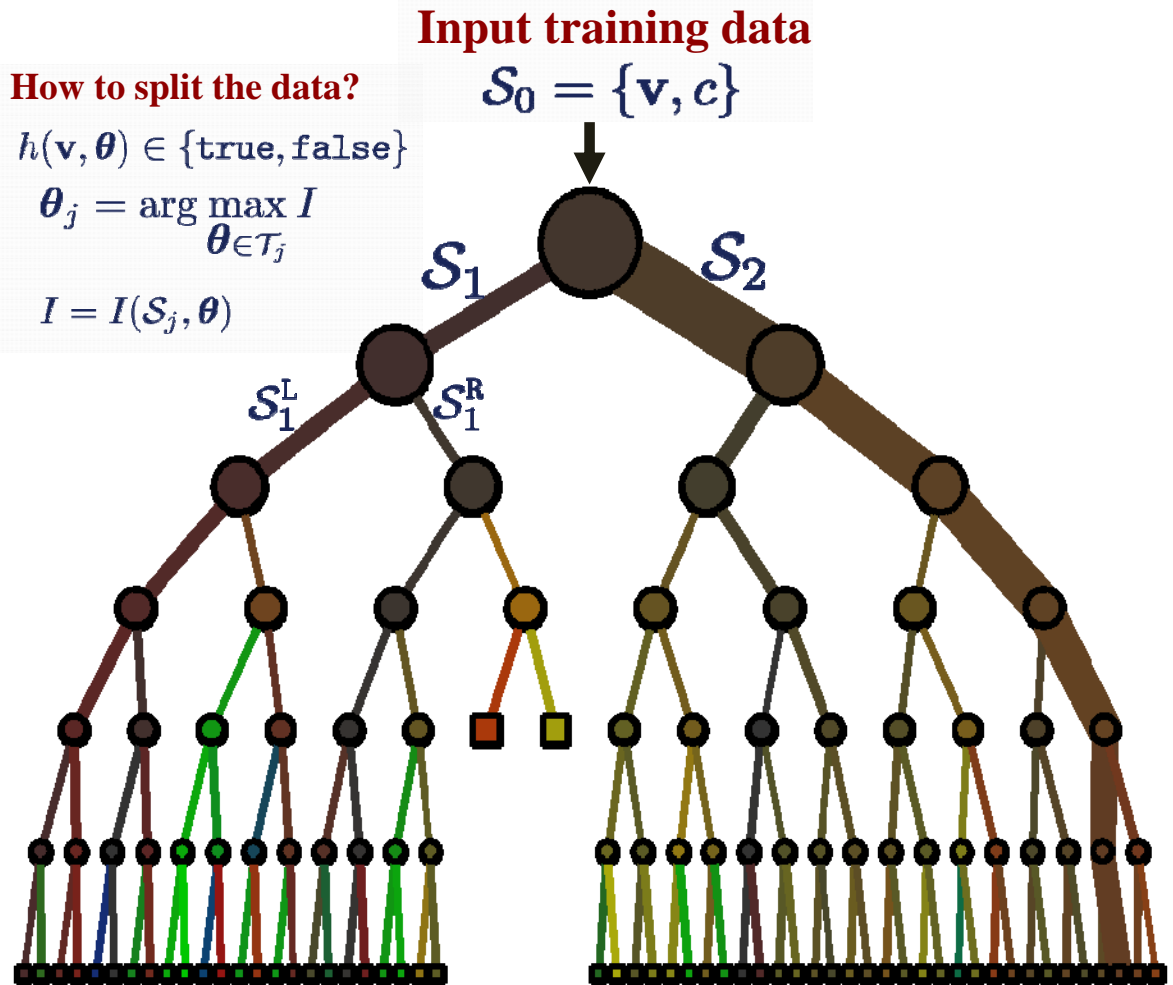 Input training data
𝒮₀ = {v, c}
How to split the data?
h(v, θ) ∈ {true, false}
θⱼ = arg max I
θ∈𝒯ⱼ
I = I(𝒮ⱼ, θ)
𝒮₁ 𝒮₂
𝒮₁ᴸ 𝒮₁ᴿ